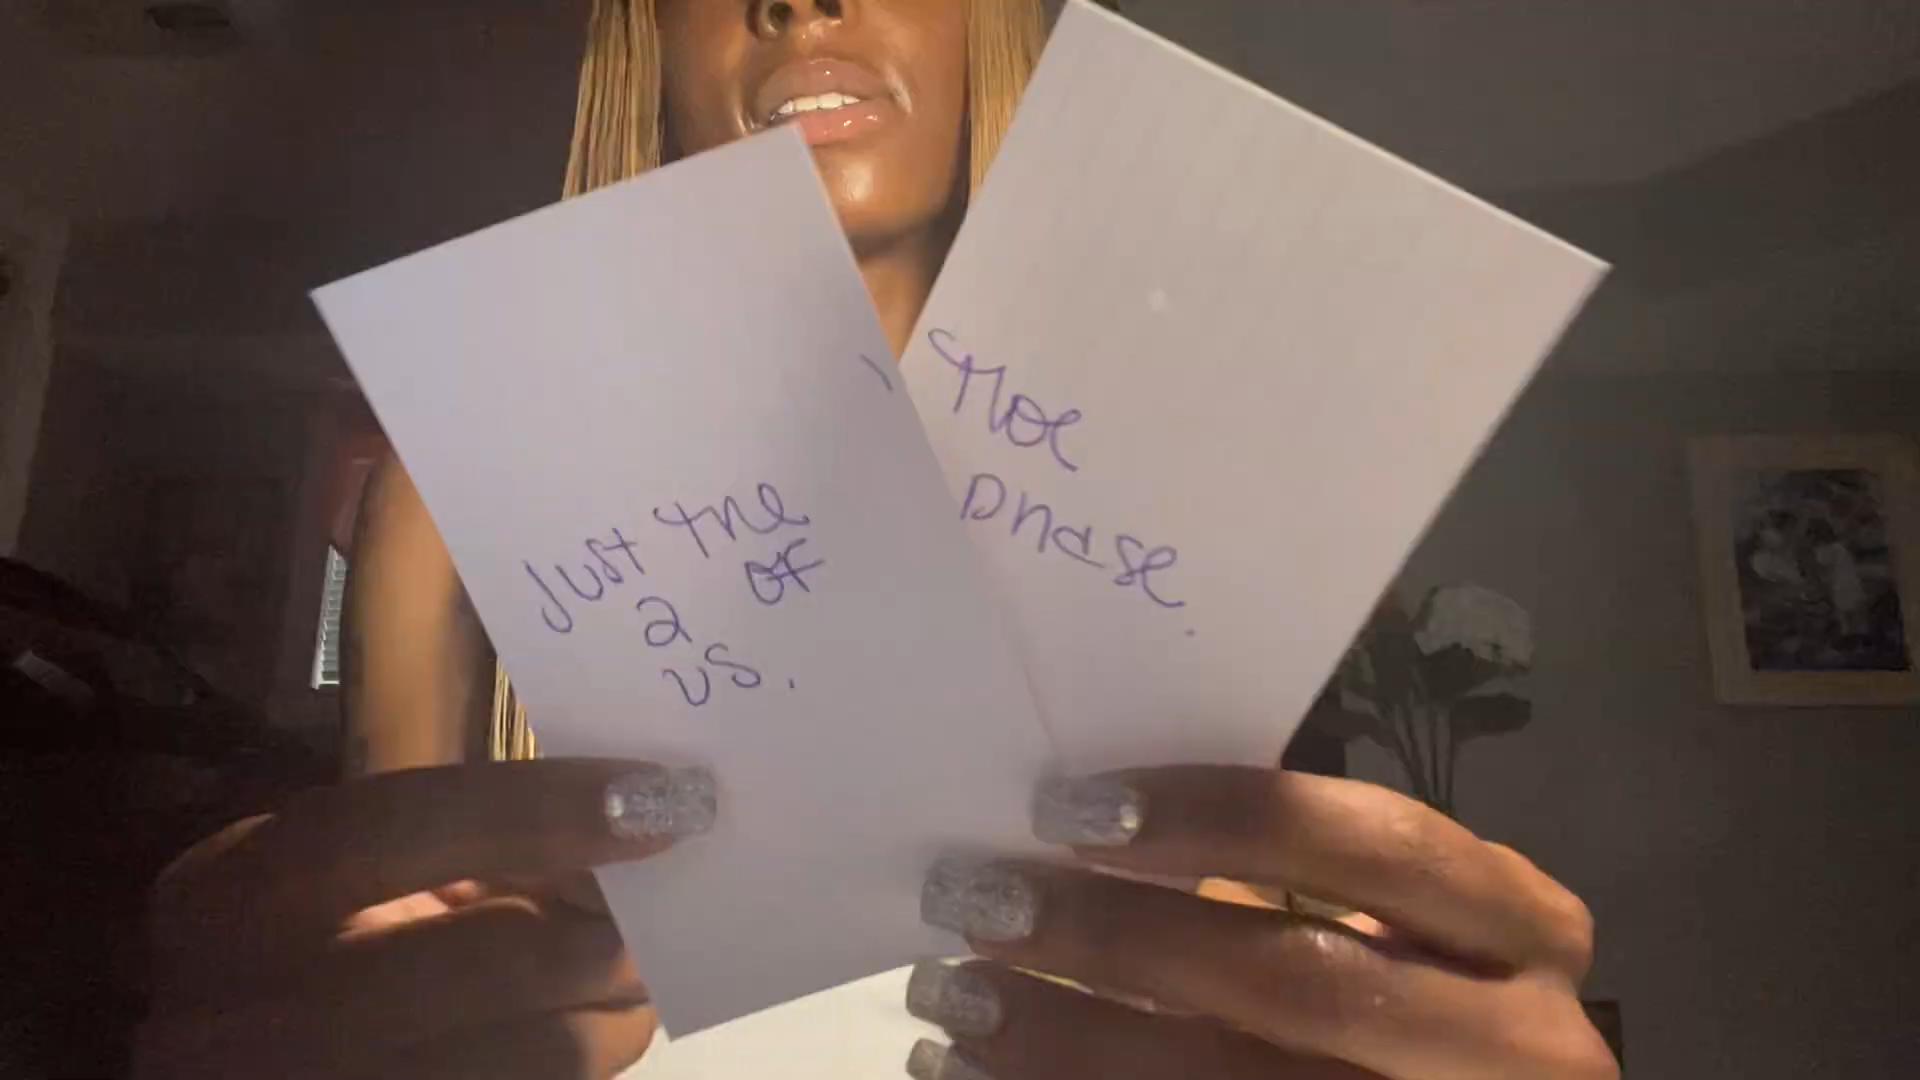 Just the
2 of
us.
The
Phase.